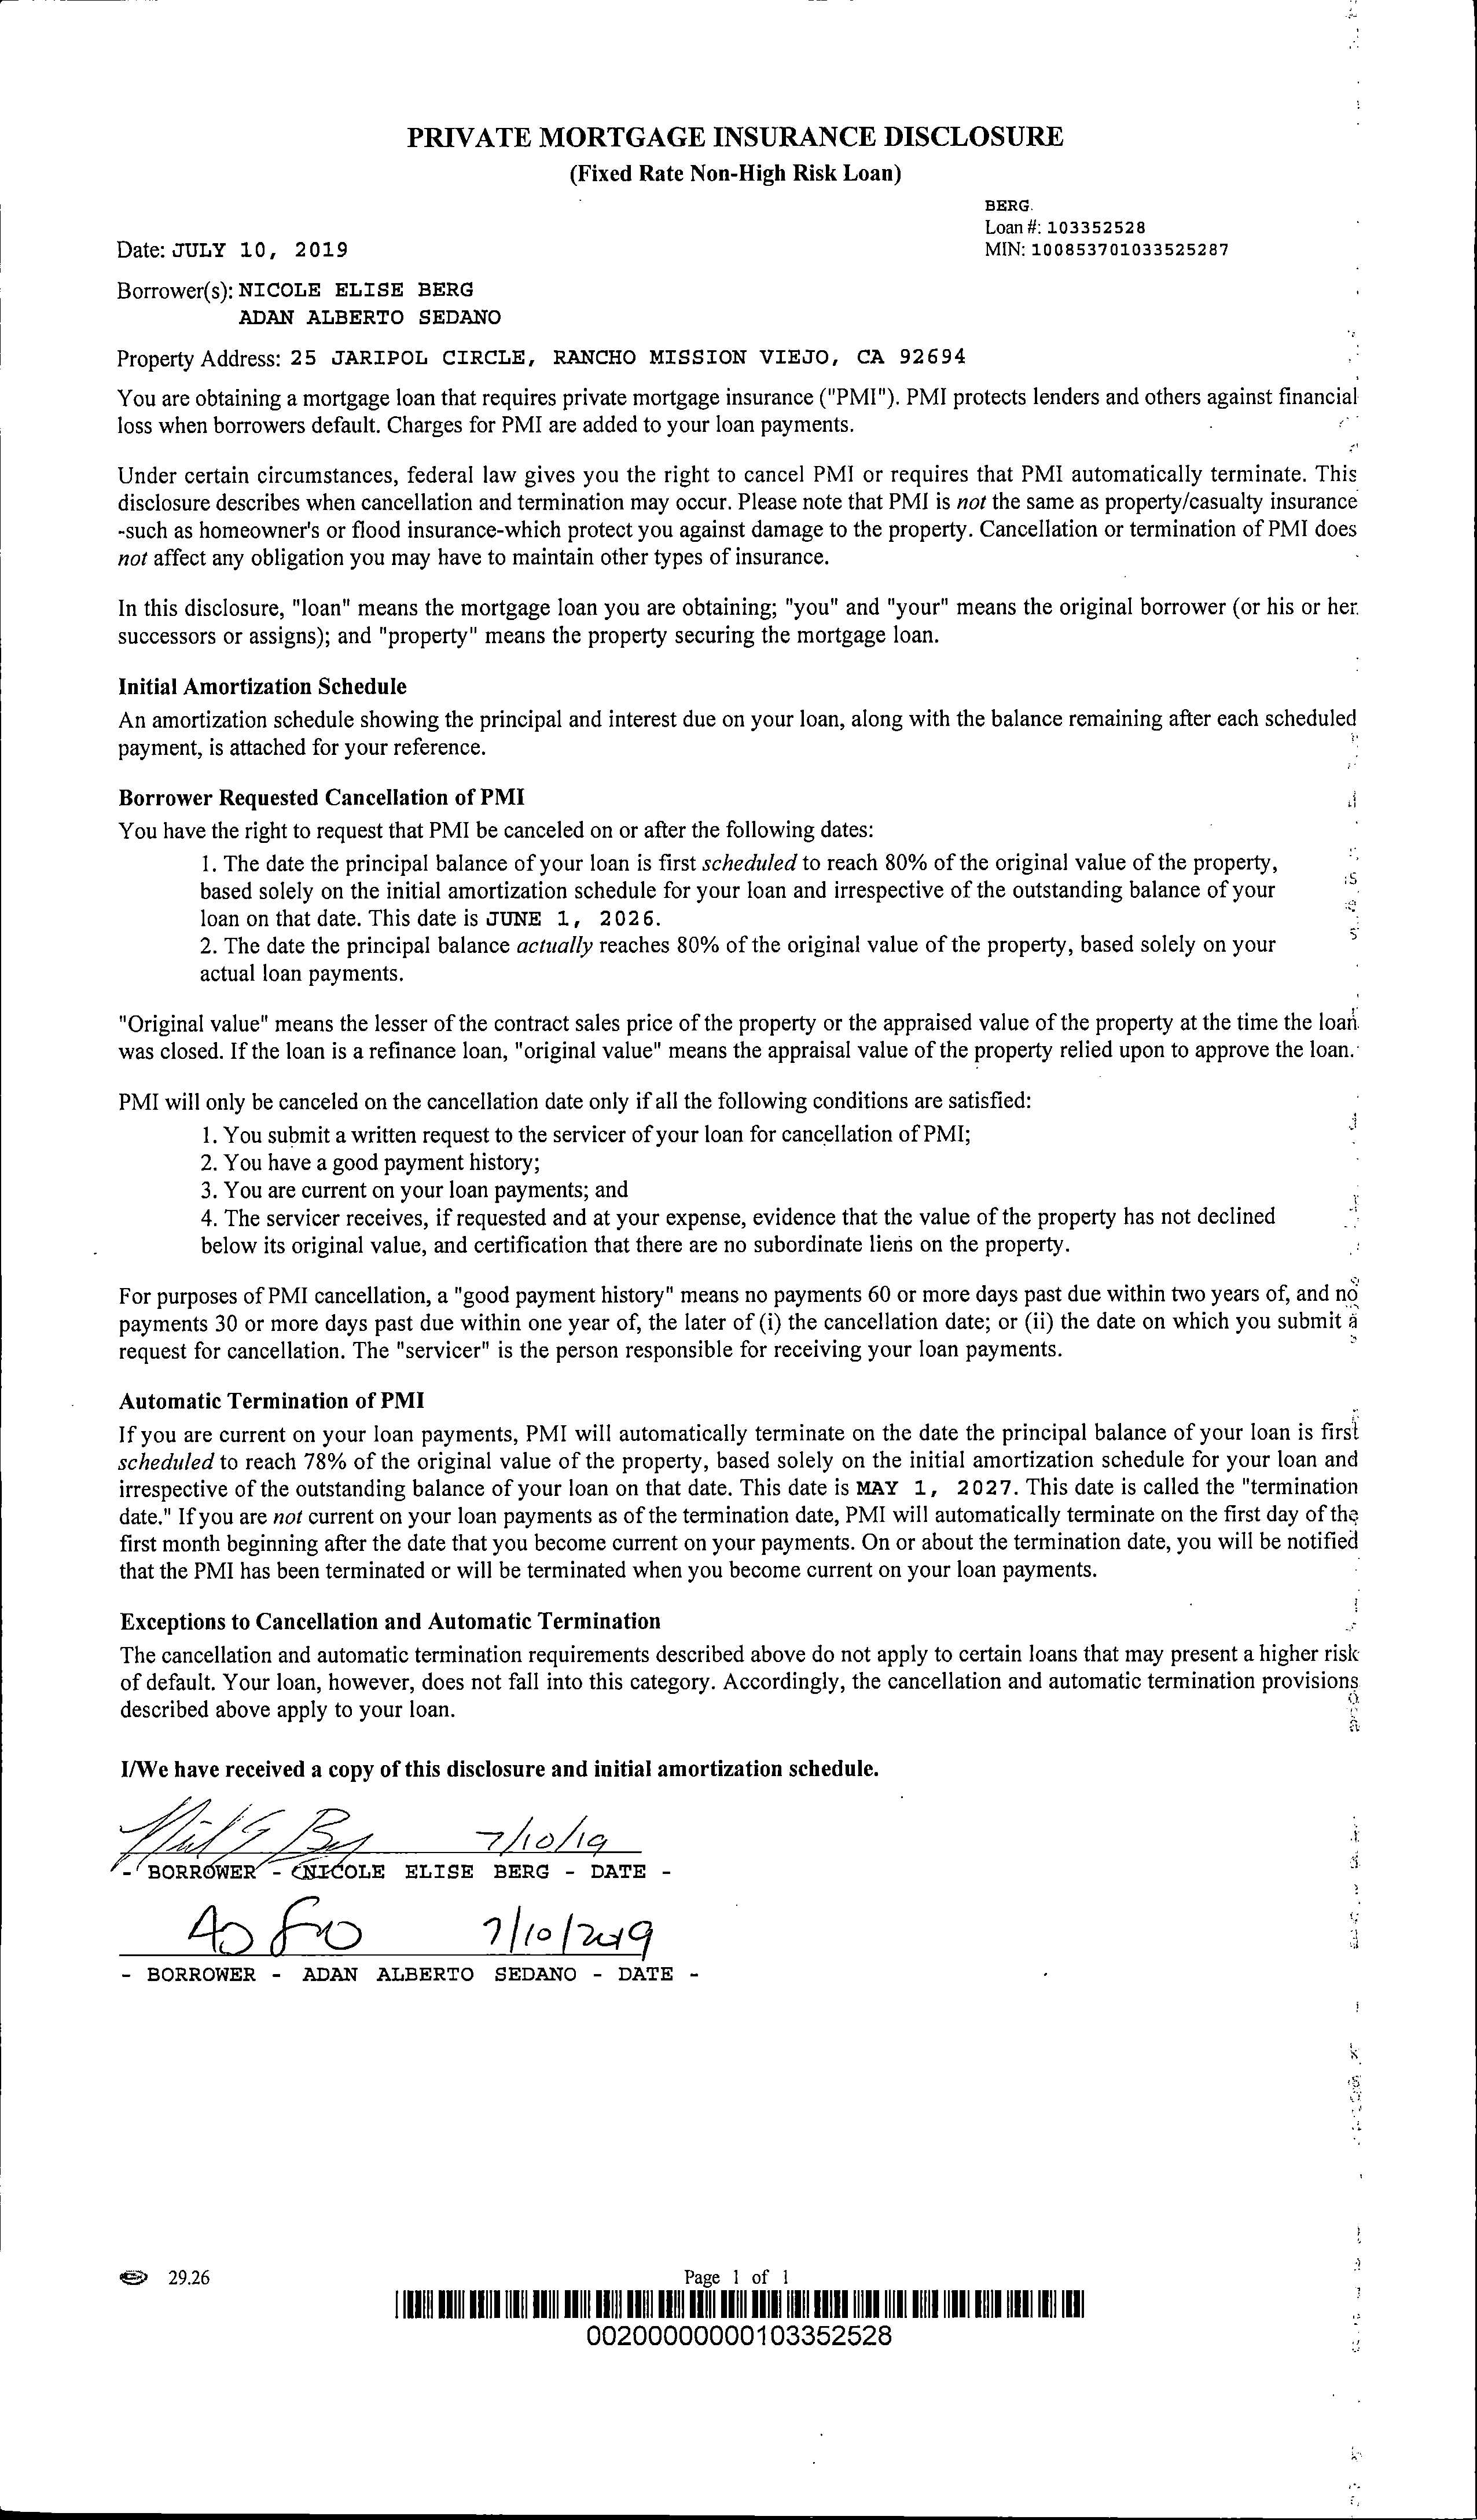 PRIVATE MORTGAGE INSURANCE DISCLOSURE
(Fixed Rate Non-High Risk Loan)
BERG.
Loan #: 103352528
MIN: 100853701033525287
Date: JULY 10, 2019
Borrower(s): NICOLE ELISE BERG
ADAN ALBERTO SEDANO
Property Address: 25 JARIPOL CIRCLE, RANCHO MISSION VIEJO, CA 92694
You are obtaining a mortgage loan that requires private mortgage insurance ("PMI"). PMI protects lenders and others against financial
loss when borrowers default. Charges for PMI are added to your loan payments.
Under certain circumstances, federal law gives you the right to cancel PMI or requires that PMI automatically terminate. This
disclosure describes when cancellation and termination may occur. Please note that PMI is not the same as property/casualty insurance
-such as homeowner's or flood insurance-which protect you against damage to the property. Cancellation or termination of PMI does
not affect any obligation you may have to maintain other types of insurance.
In this disclosure, "loan" means the mortgage loan you are obtaining; "you" and "your" means the original borrower (or his or her
successors or assigns); and "property" means the property securing the mortgage loan.
Initial Amortization Schedule
An amortization schedule showing the principal and interest due on your loan, along with the balance remaining after each scheduled
payment, is attached for your reference.
Borrower Requested Cancellation of PMI
You have the right to request that PMI be canceled on or after the following dates:
1. The date the principal balance of your loan is first scheduled to reach 80% of the original value of the property,
based solely on the initial amortization schedule for your loan and irrespective of the outstanding balance of your
loan on that date. This date is JUNE 1, 2026.
2. The date the principal balance actually reaches 80% of the original value of the property, based solely on your
actual loan payments.
"Original value" means the lesser of the contract sales price of the property or the appraised value of the property at the time the loan
was closed. If the loan is a refinance loan, "original value" means the appraisal value of the property relied upon to approve the loan.
PMI will only be canceled on the cancellation date only if all the following conditions are satisfied:
1. You submit a written request to the servicer of your loan for cancellation of PMI;
2. You have a good payment history;
3. You are current on your loan payments; and
4. The servicer receives, if requested and at your expense, evidence that the value of the property has not declined
below its original value, and certification that there are no subordinate liens on the property.
For purposes of PMI cancellation, a "good payment history" means no payments 60 or more days past due within two years of, and no
payments 30 or more days past due within one year of, the later of (i) the cancellation date; or (ii) the date on which you submit a
request for cancellation. The "servicer" is the person responsible for receiving your loan payments.
Automatic Termination of PMI
If you are current on your loan payments, PMI will automatically terminate on the date the principal balance of your loan is first
scheduled to reach 78% of the original value of the property, based solely on the initial amortization schedule for your loan and
irrespective of the outstanding balance of your loan on that date. This date is MAY 1, 2027. This date is called the "termination
date." If you are not current on your loan payments as of the termination date, PMI will automatically terminate on the first day of the
first month beginning after the date that you become current on your payments. On or about the termination date, you will be notified
that the PMI has been terminated or will be terminated when you become current on your loan payments.
Exceptions to Cancellation and Automatic Termination
The cancellation and automatic termination requirements described above do not apply to certain loans that may present a higher risk
of default. Your loan, however, does not fall into this category. Accordingly, the cancellation and automatic termination provisions
described above apply to your loan.
I/We have received a copy of this disclosure and initial amortization schedule.
7/10/19
- BORROWER - NICOLE ELISE BERG - DATE -
7/10/2019
- BORROWER - ADAN ALBERTO SEDANO - DATE -
29.26
Page 1 of 1
00200000000103352528